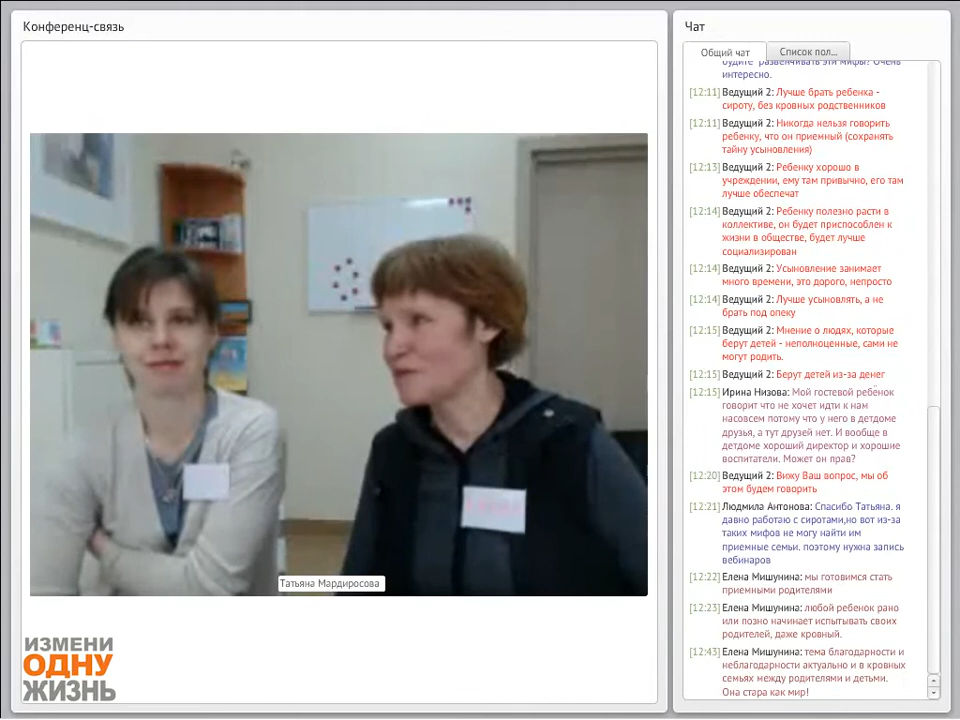 Конференц-связь
Татьяна Мардиросова
ИЗМЕНИ
ОДНУ
ЖИЗНЬ
Чат
Общий чат
Список пол...
будите развенчивать эти мифы? Очень
интересно.
[12:11] Ведущий 2: Лучше брать ребенка -
сироту, без кровных родственников
[12:11] Ведущий 2: Никогда нельзя говорить
ребенку, что он приемный (сохранять
тайну усыновления)
[12:13] Ведущий 2: Ребенку хорошо в
учреждении, ему там привычно, его там
лучше обеспечат
[12:14] Ведущий 2: Ребенку полезно расти в
коллективе, он будет приспособлен к
жизни в обществе, будет лучше
социализирован
[12:14] Ведущий 2: Усыновление занимает
много времени, это дорого, непросто
[12:14] Ведущий 2: Лучше усыновлять, а не
брать под опеку
[12:15] Ведущий 2: Мнение о людях, которые
берут детей - неполноценные, сами не
могут родить.
[12:15] Ведущий 2: Берут детей из-за денег
[12:15] Ирина Низова: Мой гостевой ребёнок
говорит что не хочет идти к нам
насовсем потому что у него в детдоме
друзья, а тут друзей нет. И вообще в
детдоме хороший директор и хорошие
воспитатели. Может он прав?
[12:20] Ведущий 2: Вижу Ваш вопрос, мы об
этом будем говорить
[12:21] Людмила Антонова: Спасибо Татьяна. я
давно работаю с сиротами,но вот из-за
таких мифов не могу найти им
приемные семьи. поэтому нужна запись
вебинаров
[12:22] Елена Мишунина: мы готовимся стать
приемными родителями
[12:23] Елена Мишунина: любой ребенок рано
или позно начинает испытывать своих
родителей, даже кровный.
[12:43] Елена Мишунина: тема благодарности и
неблагодарности актуально и в кровных
семьях между родителями и детьми.
Она стара как мир!